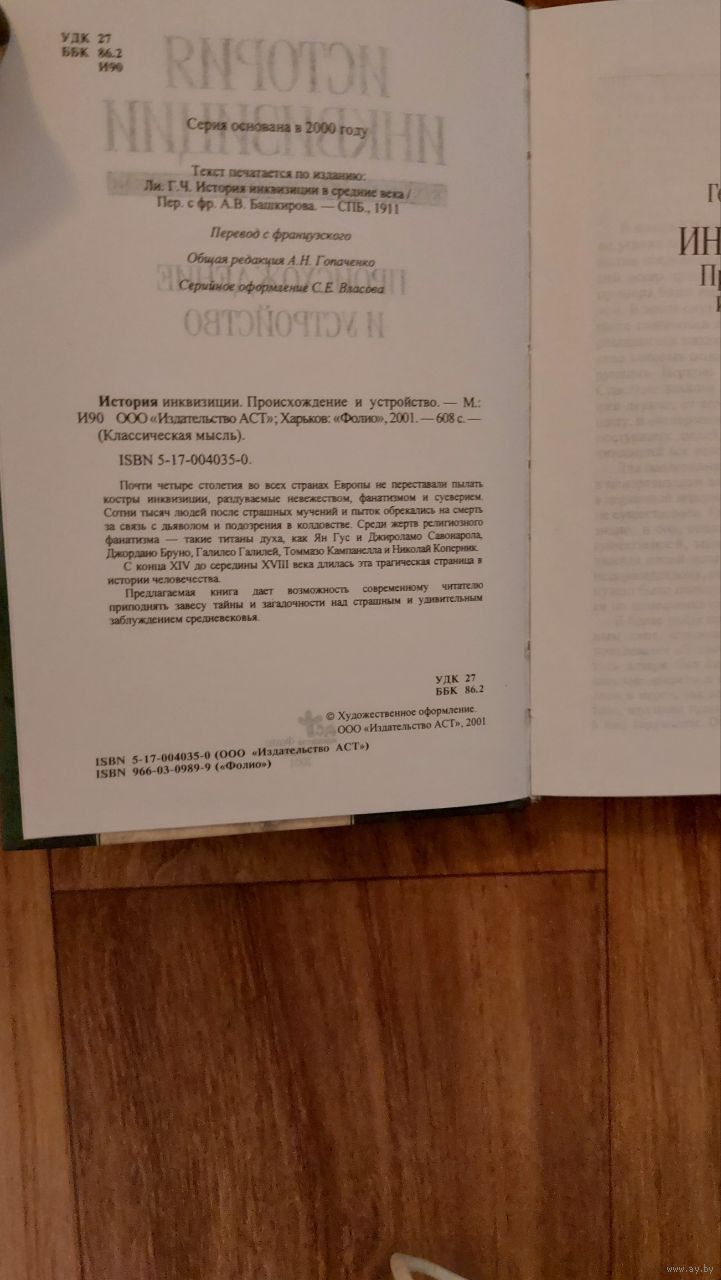 УДК 27
ББК 86.2
И90
ИСТОРИЯ
ИНКВИЗИЦИИ
Серия основана в 2000 году
Текст печатается по изданию:
Ли. Г.Ч. История инквизиции в средние века /
Пер. с фр. А.В. Башкирова. — СПБ., 1911
Перевод с французского
Общая редакция А.Н. Гопаченко
ПРОИСХОЖДЕНИЕ
Серийное оформление С.Е. Власова
И УСТРОЙСТВО
История инквизиции. Происхождение и устройство. — М.:
И90 ООО «Издательство АСТ»; Харьков: «Фолио», 2001. — 608 с. —
(Классическая мысль).
ISBN 5-17-004035-0.
Почти четыре столетия во всех странах Европы не переставали пылать
костры инквизиции, раздуваемые невежеством, фанатизмом и суеверием.
Сотни тысяч людей после страшных мучений и пыток обрекались на смерть
за связь с дьяволом и подозрения в колдовстве. Среди жертв религиозного
фанатизма — такие титаны духа, как Ян Гус и Джироламо Савонарола,
Джордано Бруно, Галилео Галилей, Томмазо Кампанелла и Николай Коперник.
С конца XIV до середины XVIII века длилась эта трагическая страница в
истории человечества.
Предлагаемая книга дает возможность современному читателю
приподнять завесу тайны и загадочности над страшным и удивительным
заблуждением средневековья.
УДК 27
ББК 86.2
© Художественное оформление.
ООО «Издательство АСТ», 2001
ISBN 5-17-004035-0 (ООО «Издательство АСТ»)
ISBN 966-03-0989-9 («Фолио»)
www.ay.by